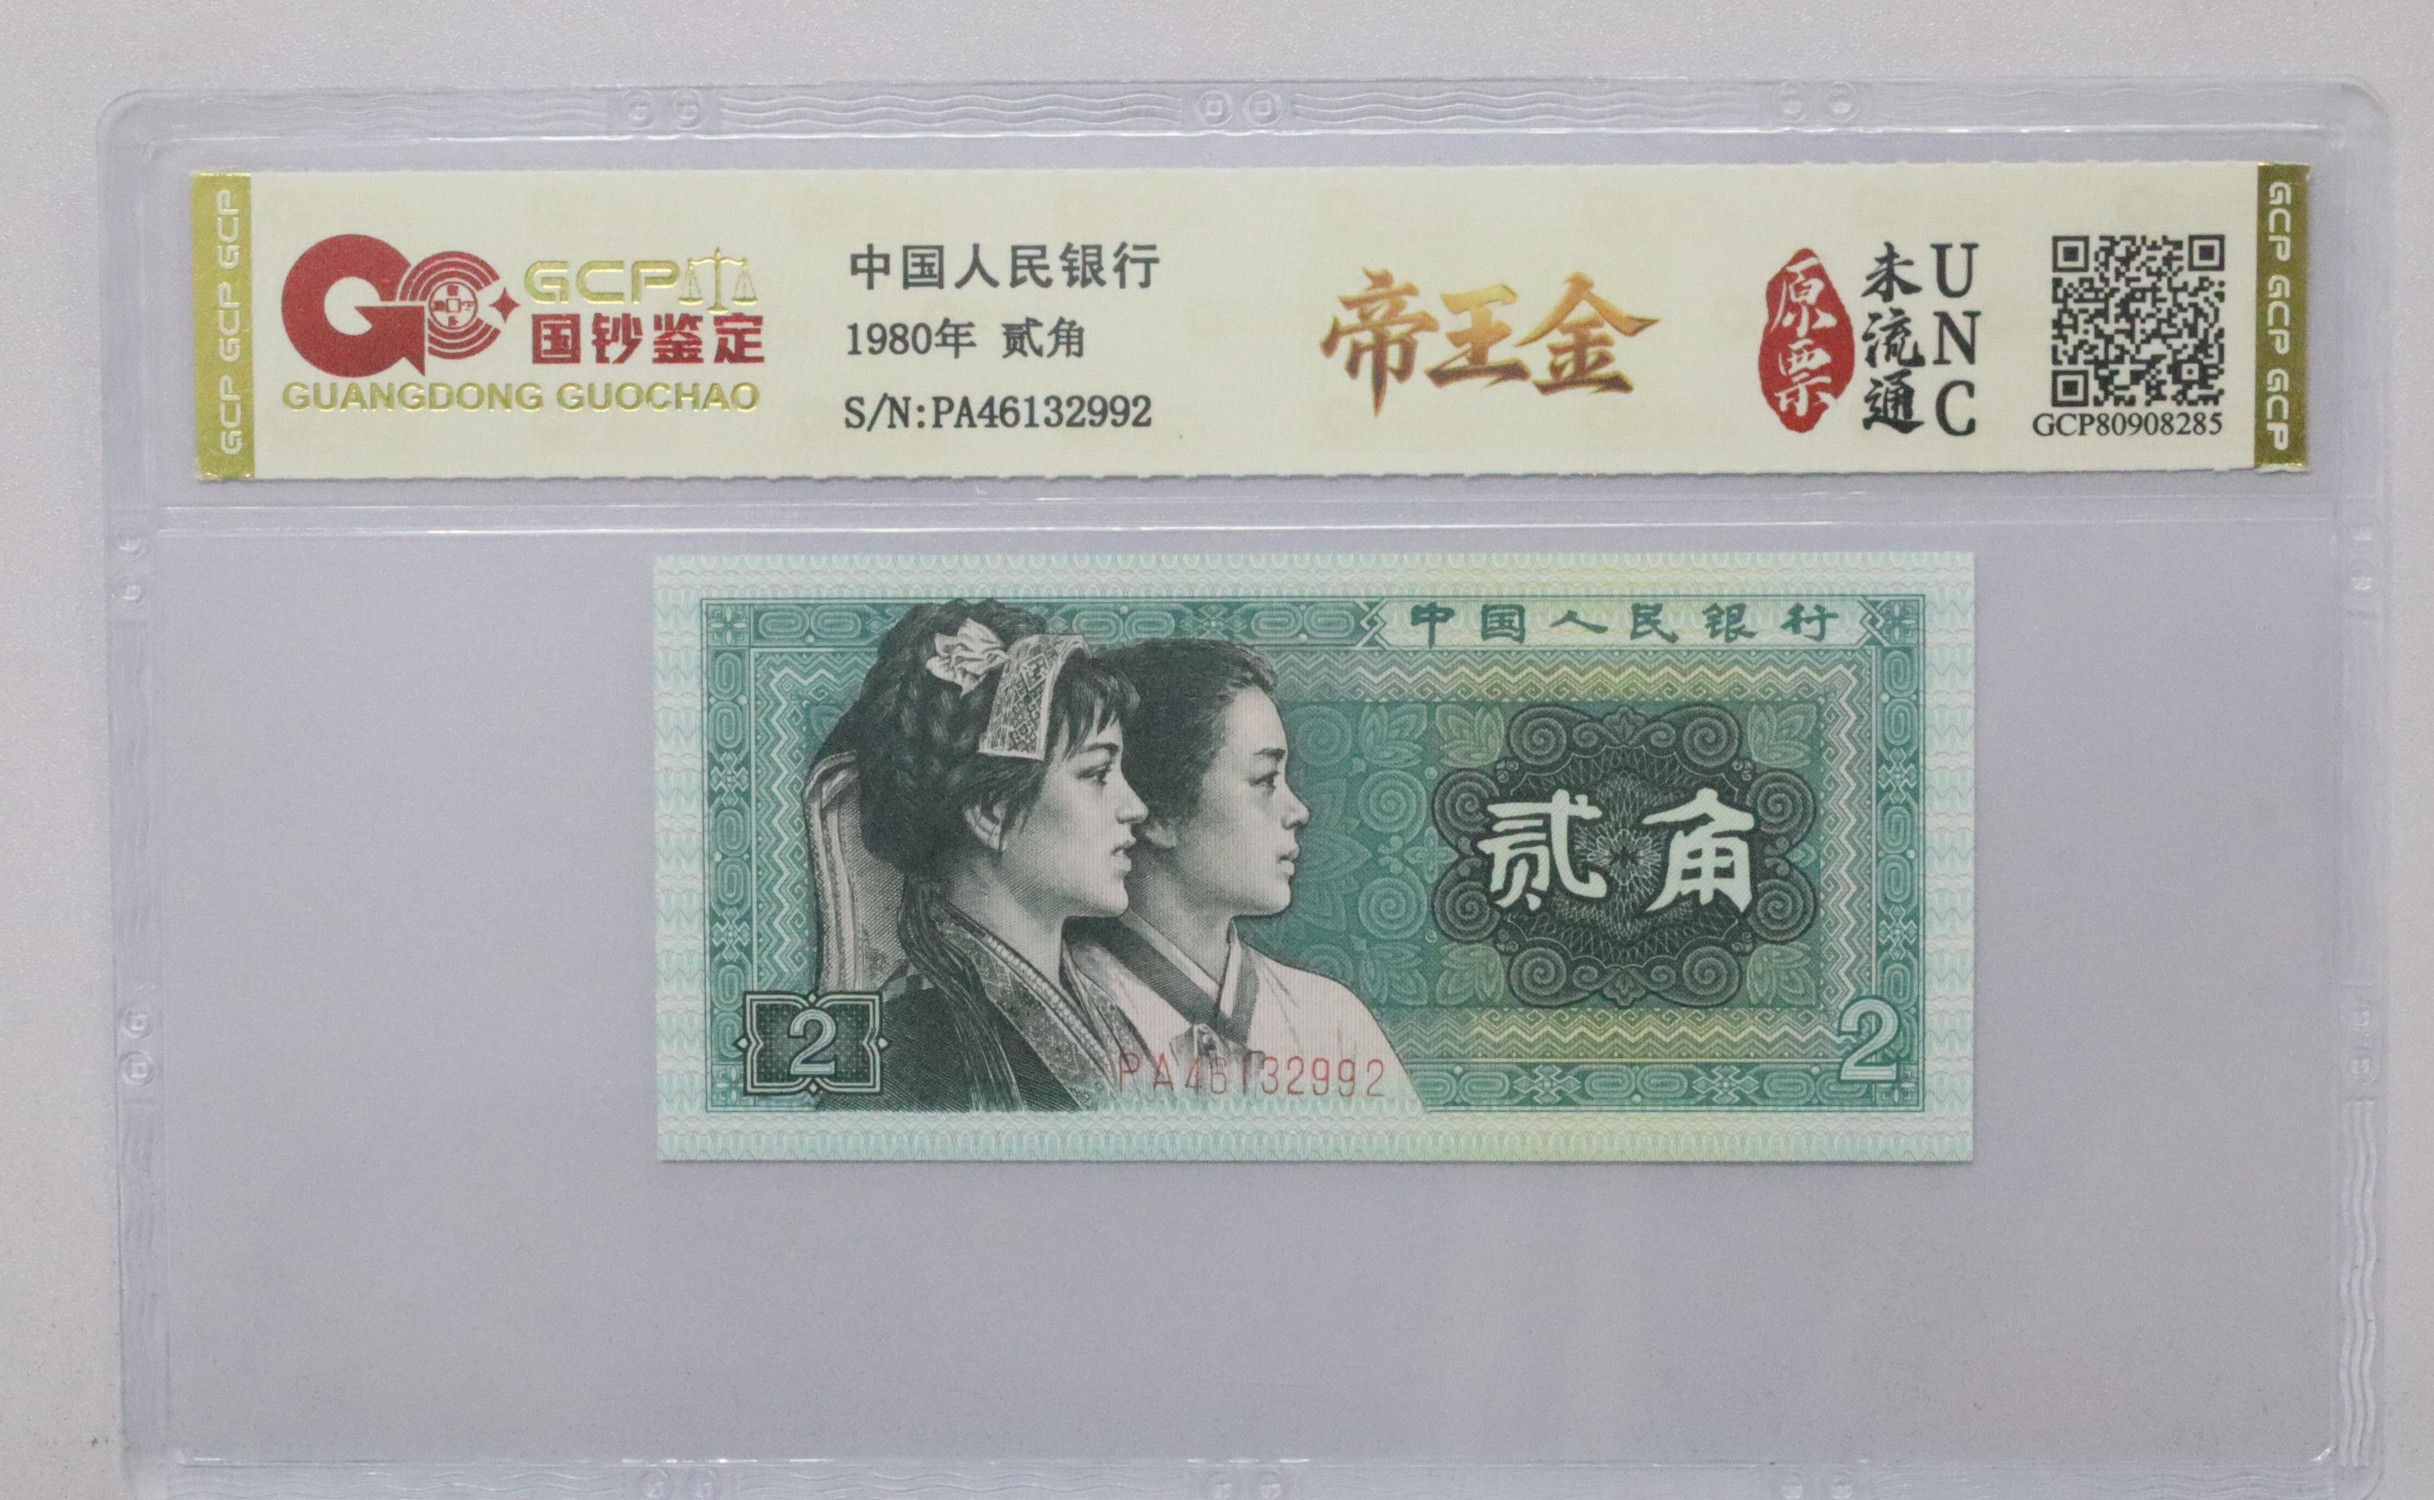 GCP GCP GCP
GCP
国钞鉴定
GUANGDONG GUOCHAO
中国人民银行
1980年 贰角
S/N:PA46132992
帝王金
原票
未流通
UNC
GCP80908285
GCP GCP GCP
中国人民银行
贰角
2
2
PA46132992